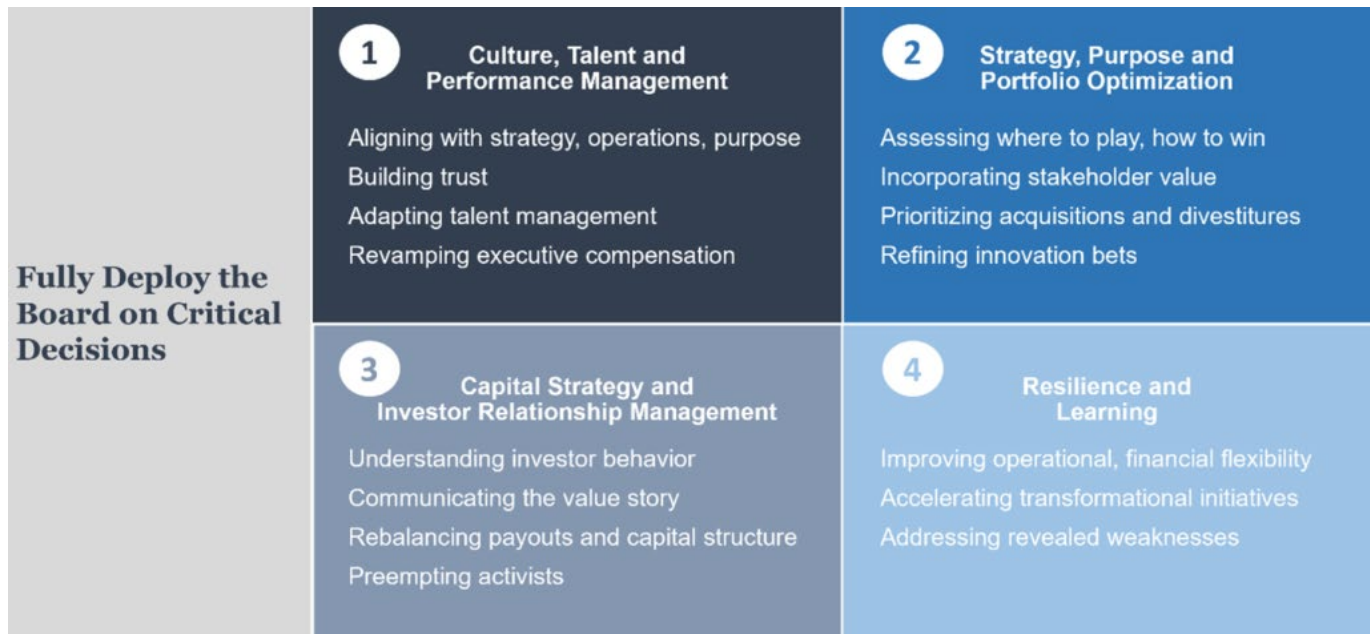 Fully Deploy the
Board on Critical
Decisions
1
Culture, Talent and
Performance Management
Aligning with strategy, operations, purpose
Building trust
Adapting talent management
Revamping executive compensation
2
Strategy, Purpose and
Portfolio Optimization
Assessing where to play, how to win
Incorporating stakeholder value
Prioritizing acquisitions and divestitures
Refining innovation bets
3
Capital Strategy and
Investor Relationship Management
Understanding investor behavior
Communicating the value story
Rebalancing payouts and capital structure
Preempting activists
4
Resilience and
Learning
Improving operational, financial flexibility
Accelerating transformational initiatives
Addressing revealed weaknesses